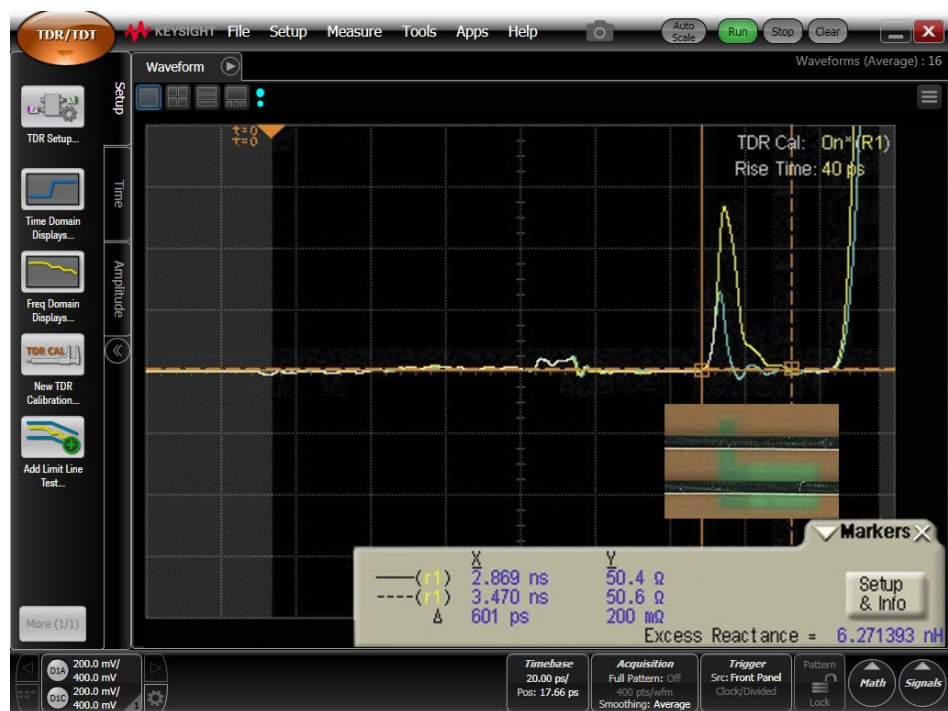 TDR/TDT KEYSIGHT File Setup Measure Tools Apps Help Auto Scale Run Stop Clear
Waveform
Waveforms (Average) : 16
Setup
Time
Amplitude
TDR Setup...
Time Domain
Displays...
Freq Domain
Displays...
TDR CAL
New TDR
Calibration...
Add Limit Line
Test...
More (1/1)
t=0
t=0
TDR Cal: On* (R1)
Rise Time: 40 ps
Markers
X Y
(r1) 2.869 ns 50.4 Ω
(r1) 3.470 ns 50.6 Ω
Δ 601 ps 200 mΩ
Excess Reactance = 6.271393 nH
Setup
& Info
D1A 200.0 mV/
400.0 mV
D1C 200.0 mV/
400.0 mV
1
Timebase
20.00 ps/
Pos: 17.66 ps
Acquisition
Full Pattern: Off
400 pts/wfm
Smoothing: Average
Trigger
Src: Front Panel
Clock/Divided
Pattern
Lock
Math
Signals